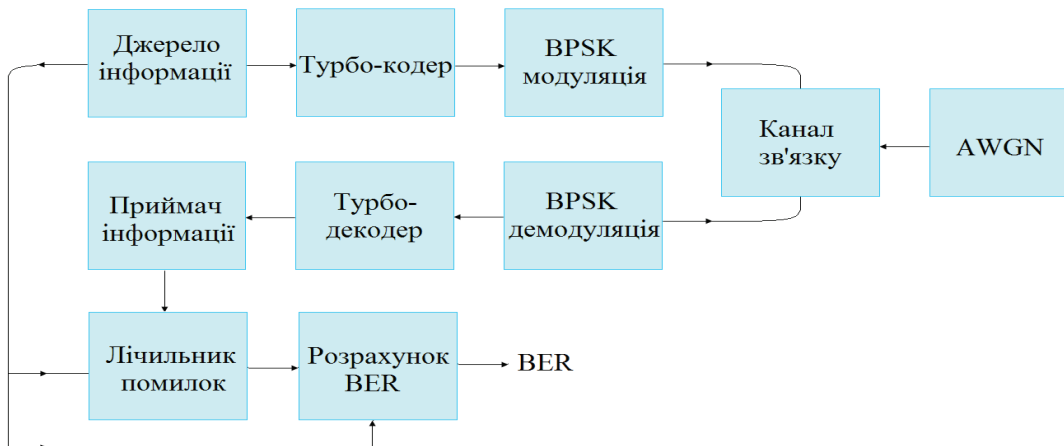 Джерело
інформації
Турбо-кодер
BPSK
модуляція
Канал
зв'язку
AWGN
Приймач
інформації
Турбо-
декодер
BPSK
демодуляція
Лічильник
помилок
Розрахунок
BER
BER